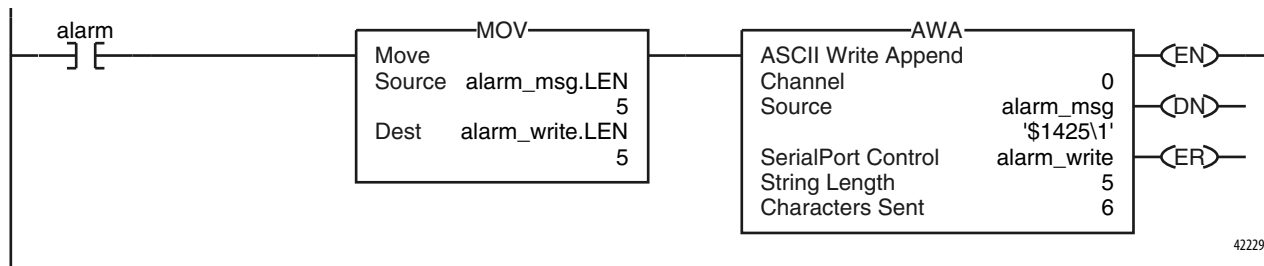 alarm
MOV
Move
Source alarm_msg.LEN
5
Dest alarm_write.LEN
5
AWA
ASCII Write Append
Channel 0
Source alarm_msg
'$1425\1'
SerialPort Control alarm_write
String Length 5
Characters Sent 6
EN
DN
ER
42229